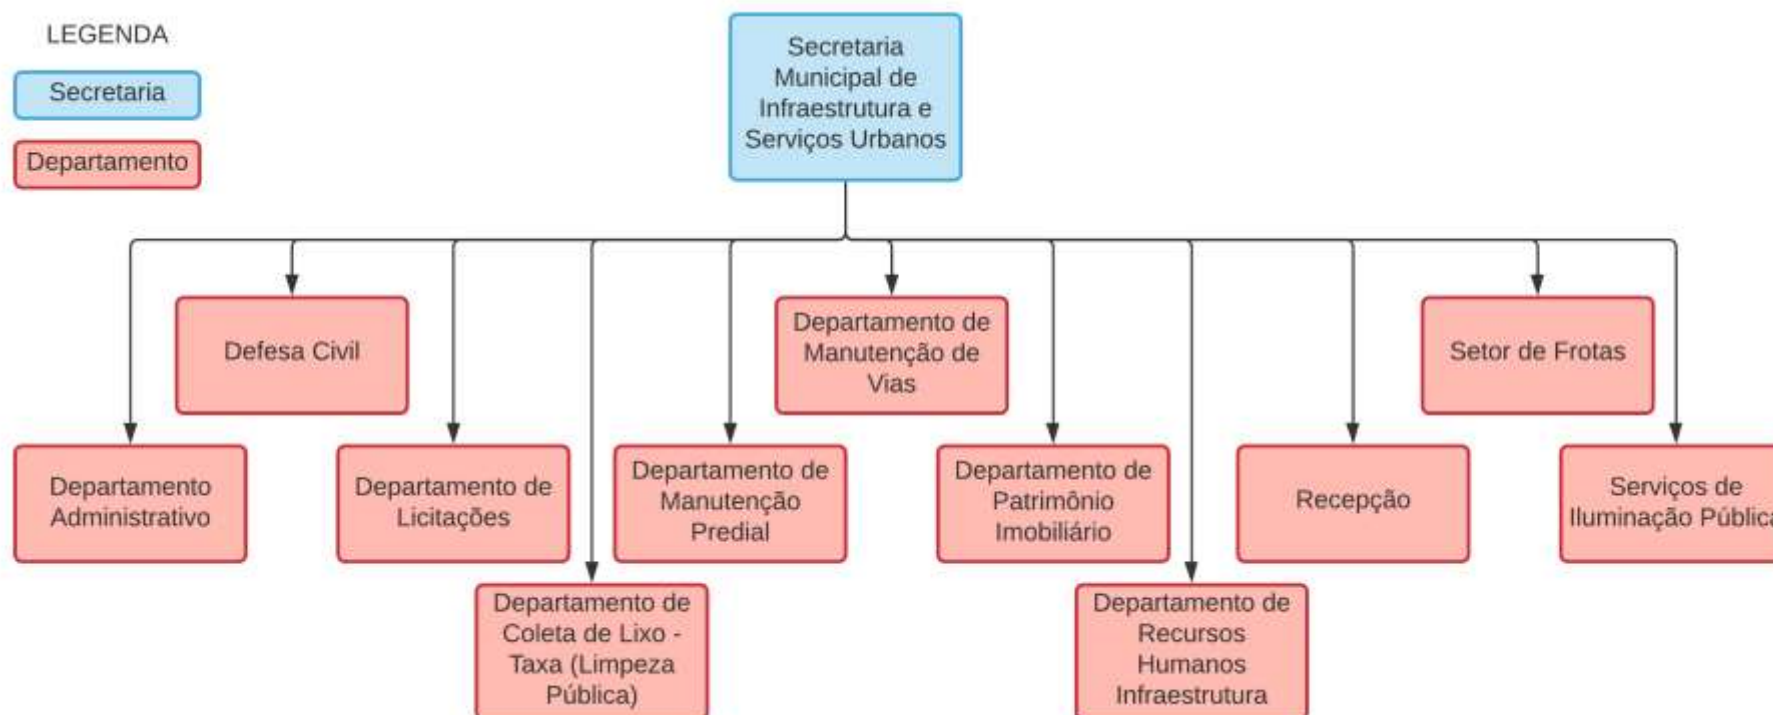 LEGENDA
Secretaria
Departamento
Secretaria
Municipal de
Infraestrutura e
Serviços Urbanos
Defesa Civil
Departamento de
Manutenção de
Vias
Setor de Frotas
Departamento
Administrativo
Departamento de
Licitações
Departamento de
Manutenção
Predial
Departamento de
Patrimônio
Imobiliário
Recepção
Serviços de
Iluminação Pública
Departamento de
Coleta de Lixo -
Taxa (Limpeza
Pública)
Departamento de
Recursos
Humanos
Infraestrutura